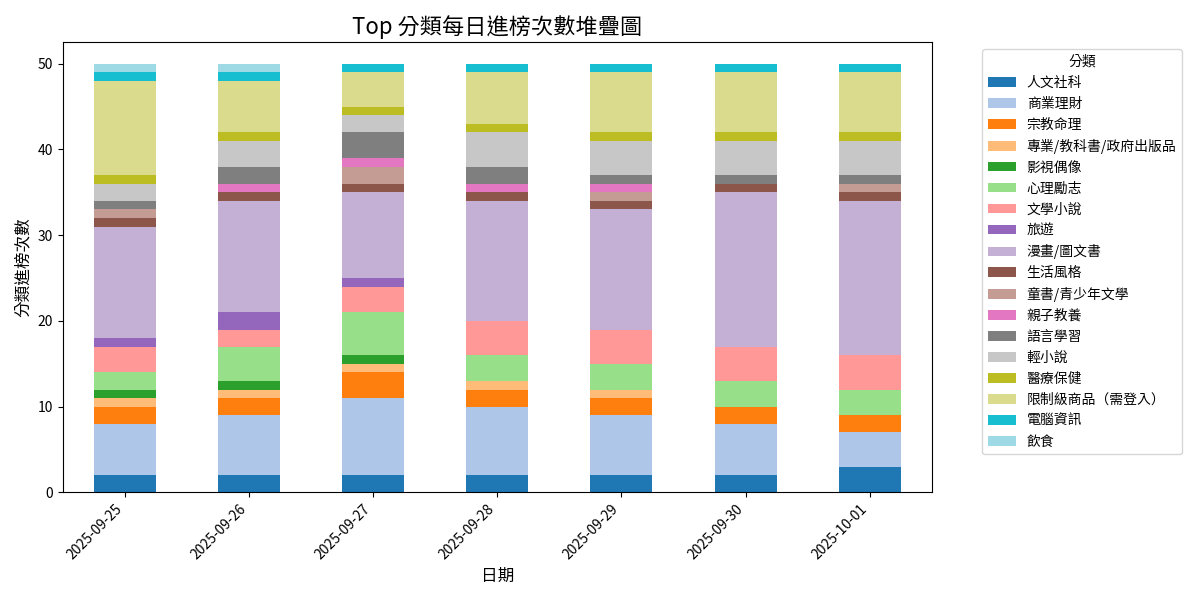 Top 分類每日進榜次數堆疊圖
分類進榜次數
50
40
30
20
10
0
2025-09-25
2025-09-26
2025-09-27
2025-09-28
2025-09-29
2025-09-30
2025-10-01
日期
分類
人文社科
商業理財
宗教命理
專業/教科書/政府出版品
影視偶像
心理勵志
文學小說
旅遊
漫畫/圖文書
生活風格
童書/青少年文學
親子教養
語言學習
輕小說
醫療保健
限制級商品（需登入）
電腦資訊
飲食